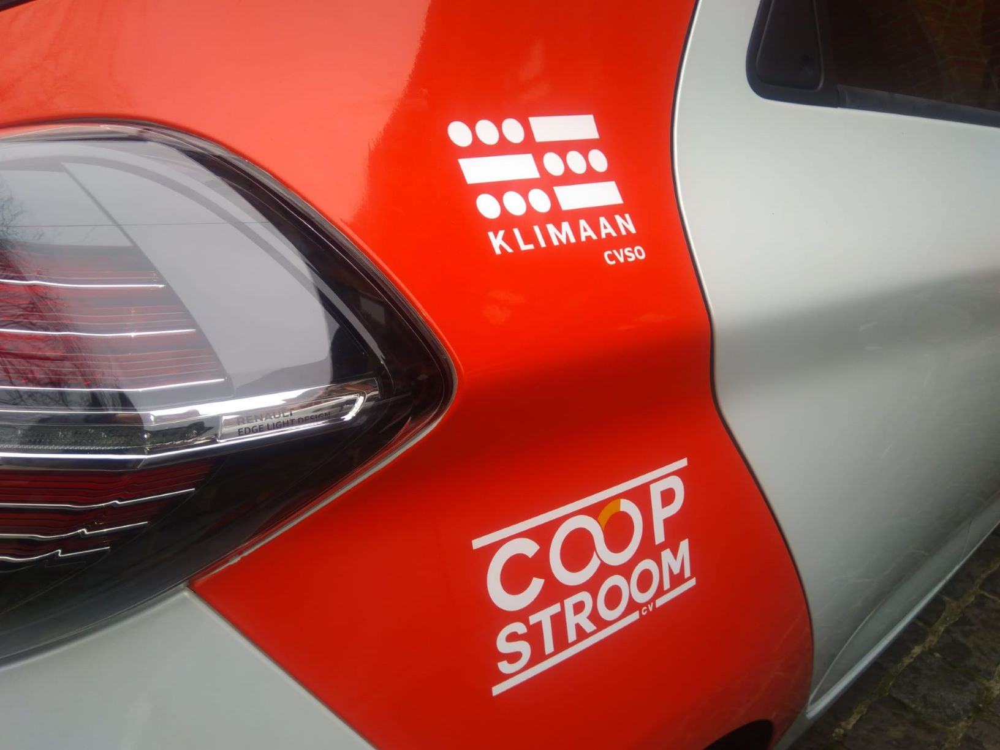 KLIMAAN
CVSO
RENAULT
EDGE LIGHT DESIGN
COOP
STROOM
CV